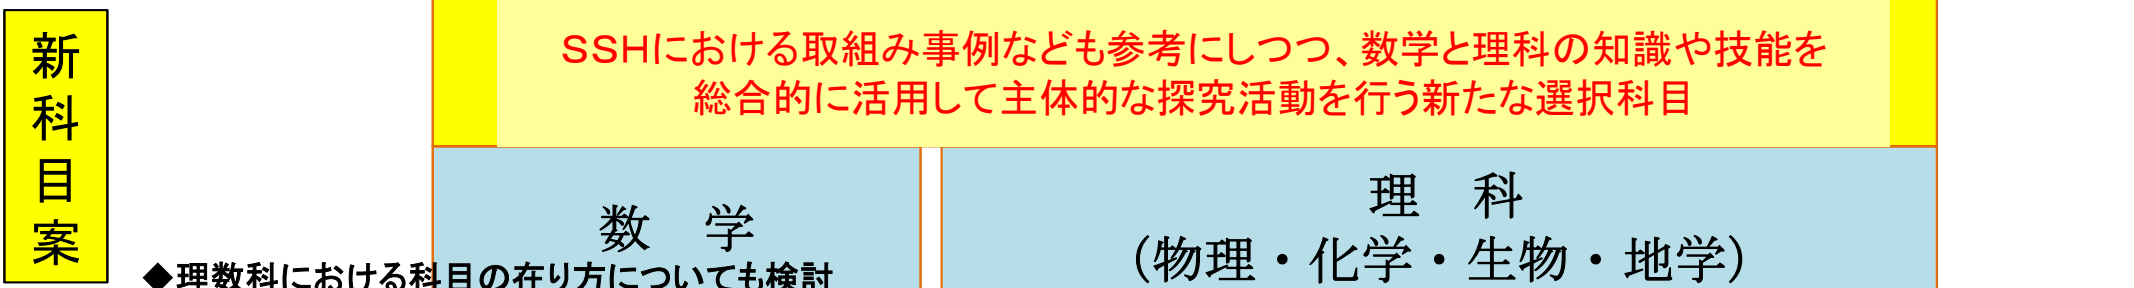 新科目案
SSHにおける取組み事例なども参考にしつつ、数学と理科の知識や技能を
総合的に活用して主体的な探究活動を行う新たな選択科目
数　学
理　科
（物理・化学・生物・地学）
◆理数科における科目の在り方についても検討